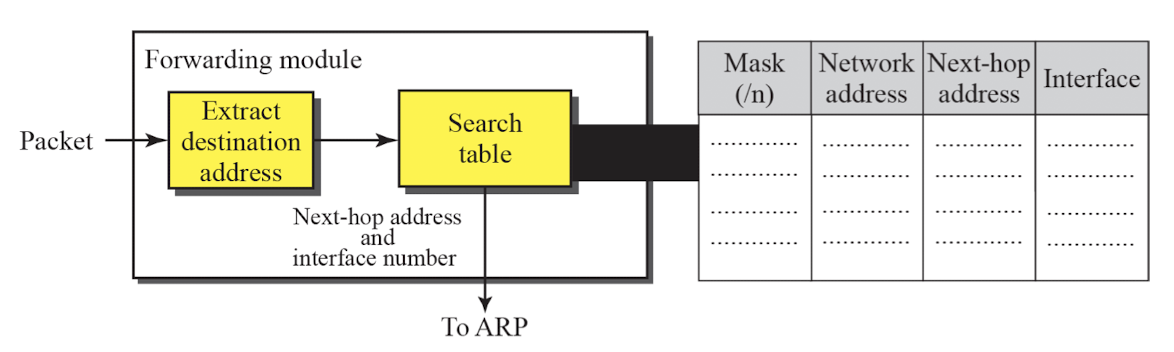 Forwarding module
Packet
Extract
destination
address
Search
table
Next-hop address
and
interface number
To ARP
Mask
(/n)
Network
address
Next-hop
address
Interface